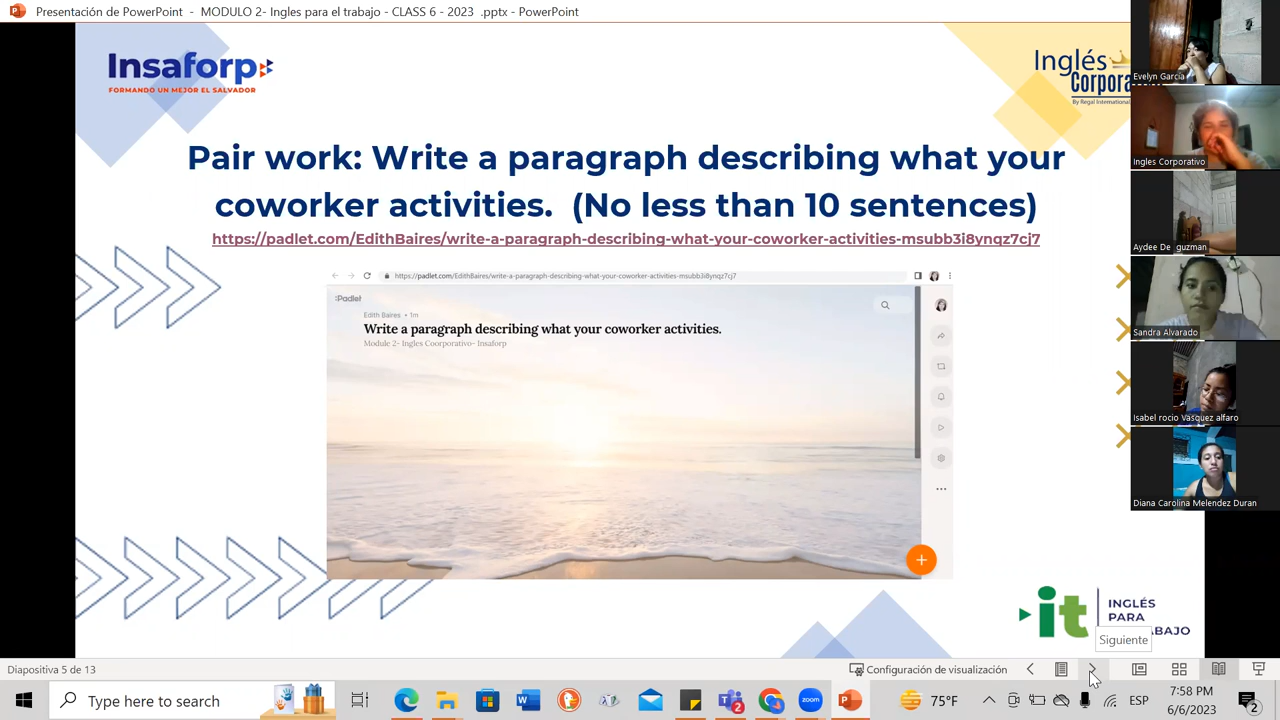 Presentación de PowerPoint - MODULO 2- Ingles para el trabajo - CLASS 6 - 2023 .pptx - PowerPoint
Insaforp
FORMANDO UN MEJOR EL SALVADOR
Inglés
Corpora
By Regal International
Pair work: Write a paragraph describing what your
coworker activities. (No less than 10 sentences)
https://padlet.com/EdithBaires/write-a-paragraph-describing-what-your-coworker-activities-msubb3i8ynqz7cj7
https://padlet.com/EdithBaires/write-a-paragraph-describing-what-your-coworker-activities-msubb3i8ynqz7cj7
Padlet
Edith Baires • 1m
Write a paragraph describing what your coworker activities.
Module 2- Ingles Coorporativo- Insaforp
Evelyn García
Ingles Corporativo
Aydee De guzman
Sandra Alvarado
Isabel rocio Vasquez alfaro
Diana Carolina Melendez Duran
it
INGLÉS
PARA
ABAJO
Siguiente
Diapositiva 5 de 13
Configuración de visualización
Type here to search
75°F
ESP
7:58 PM
6/6/2023
2
2